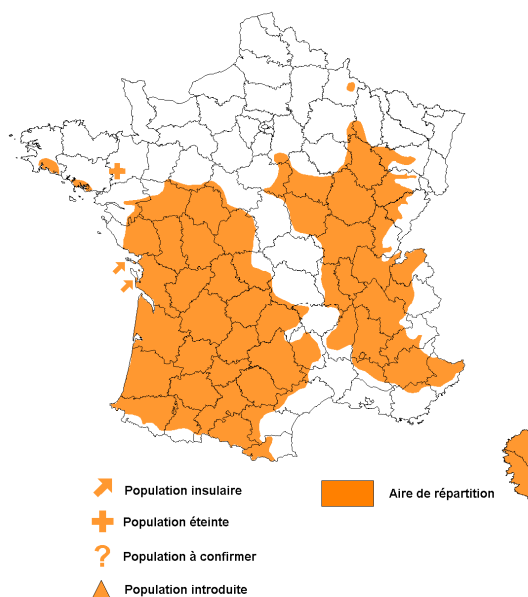 Population insulaire
Aire de répartition
Population éteinte
? Population à confirmer
Population introduite